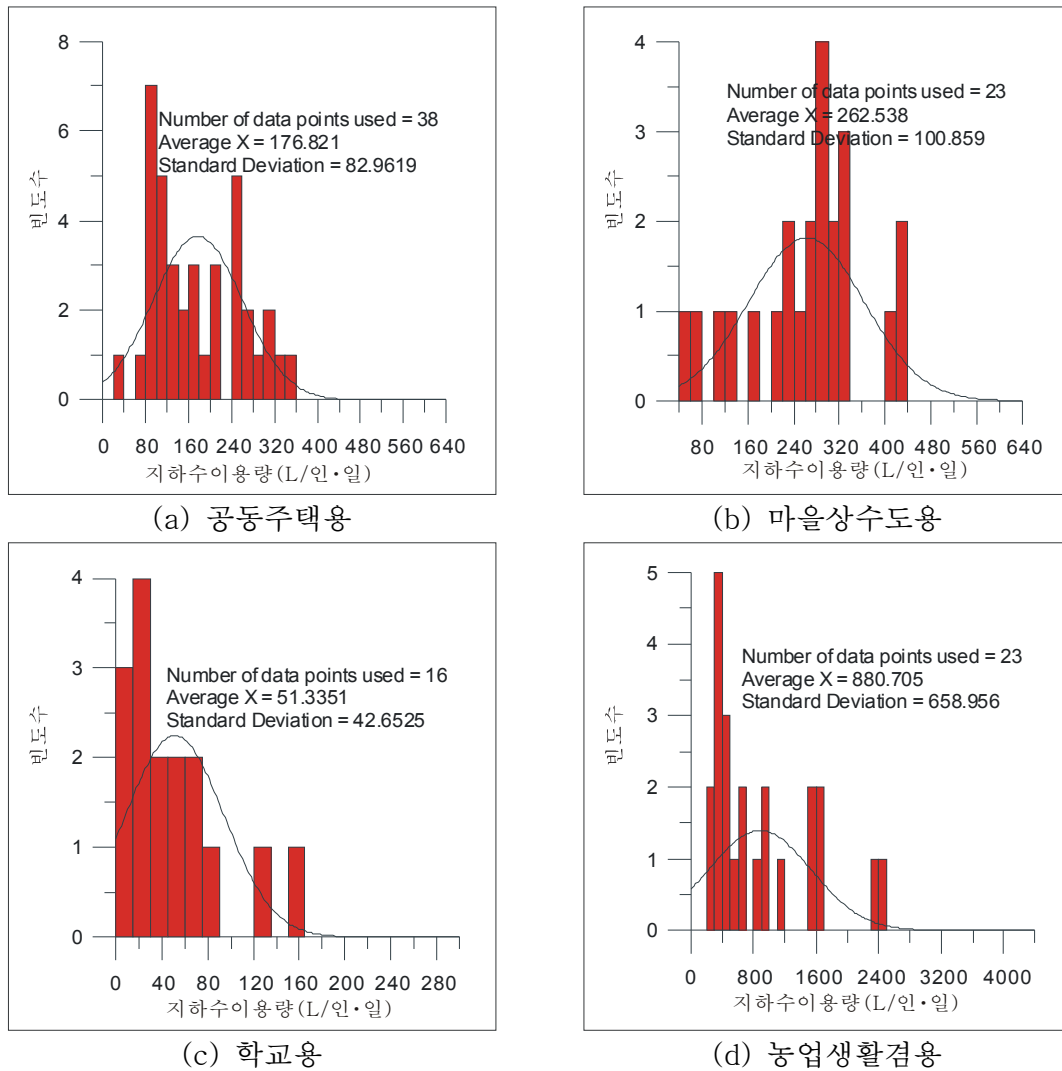 8
6
4
2
0
빈도수
Number of data points used = 38
Average X = 176.821
Standard Deviation = 82.9619
0 80 160 240 320 400 480 560 640
지하수이용량(L/인·일)
(a) 공동주택용
4
3
2
1
0
빈도수
Number of data points used = 23
Average X = 262.538
Standard Deviation = 100.859
80 160 240 320 400 480 560 640
지하수이용량(L/인·일)
(b) 마을상수도용
4
3
2
1
0
빈도수
Number of data points used = 16
Average X = 51.3351
Standard Deviation = 42.6525
0 40 80 120 160 200 240 280
지하수이용량(L/인·일)
(c) 학교용
5
4
3
2
1
0
빈도수
Number of data points used = 23
Average X = 880.705
Standard Deviation = 658.956
0 800 1600 2400 3200 4000
지하수이용량(L/인·일)
(d) 농업생활겸용